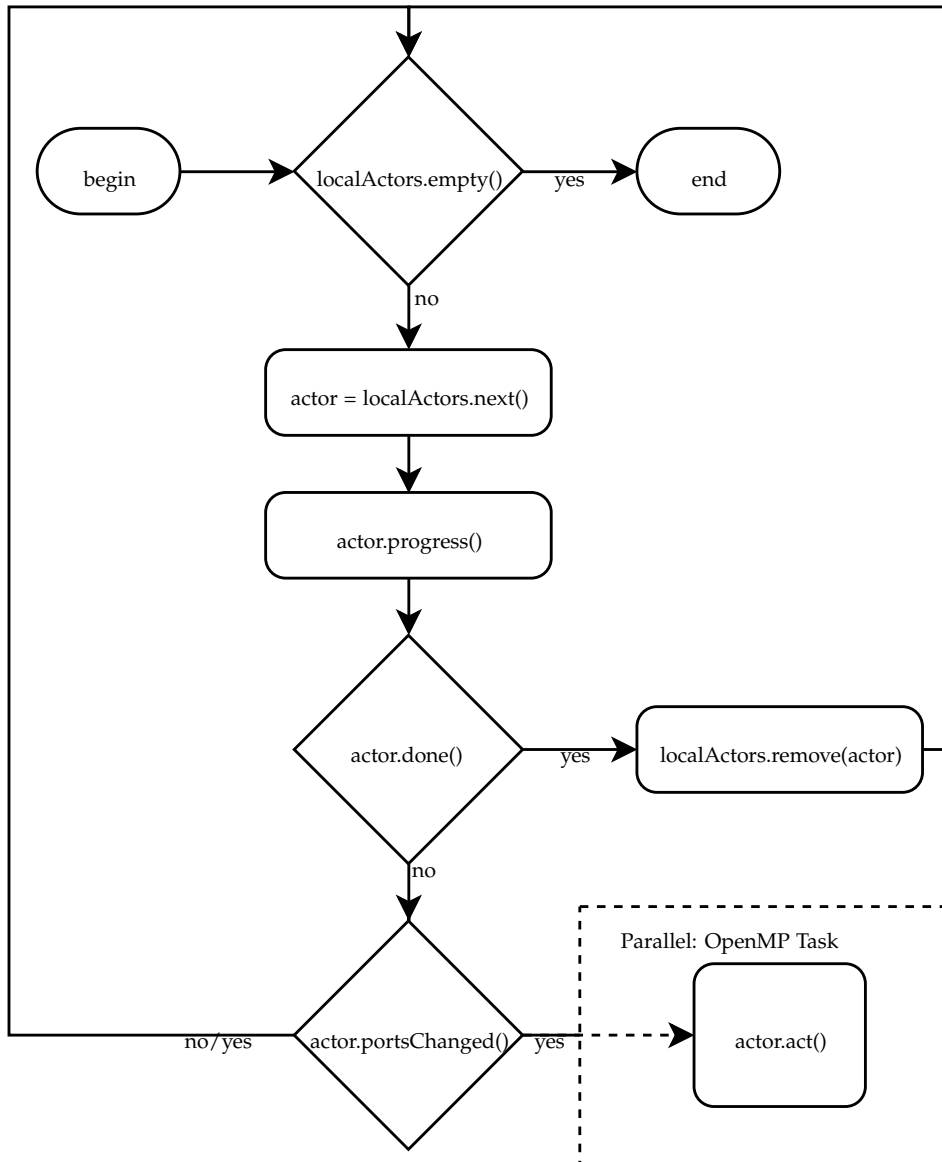 begin
localActors.empty()
yes
end
no
actor = localActors.next()
actor.progress()
actor.done()
yes
localActors.remove(actor)
no
Parallel: OpenMP Task
no/yes
actor.portsChanged()
yes
actor.act()